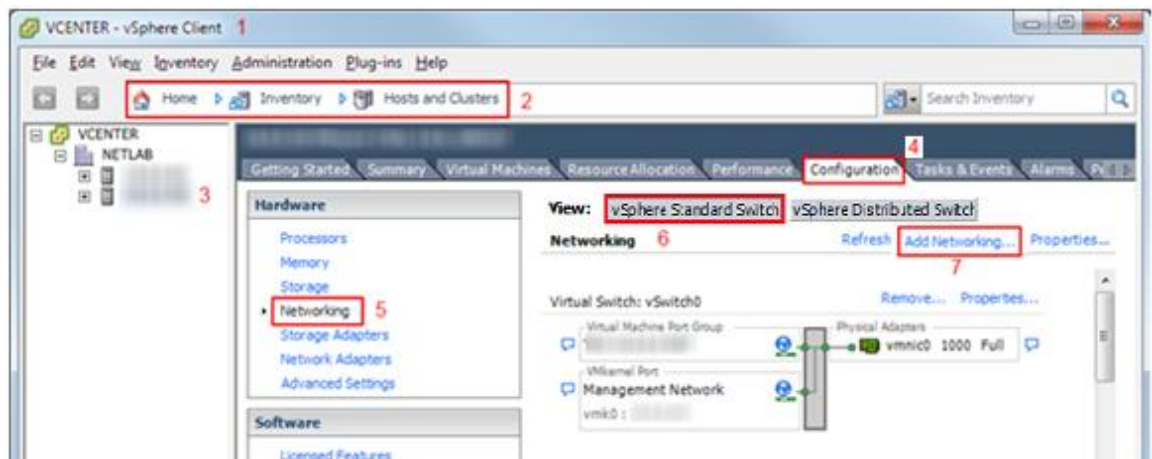 VCENTER - vSphere Client 1
File Edit View Inventory Administration Plug-ins Help
Home Inventory Hosts and Clusters 2
Search Inventory
VCENTER
NETLAB
3
4
Getting Started Summary Virtual Machines Resource Allocation Performance Configuration Tasks & Events Alarms
Hardware
Processors
Memory
Storage
Networking 5
Storage Adapters
Network Adapters
Advanced Settings
Software
Licensed Features
View: vSphere Standard Switch vSphere Distributed Switch
Networking 6 Refresh Add Networking... Properties...
7
Virtual Switch: vSwitch0 Remove... Properties...
Virtual Machine Port Group Physical Adapters
vmnic0 1000 Full
VMkernel Port
Management Network
vmk0 :